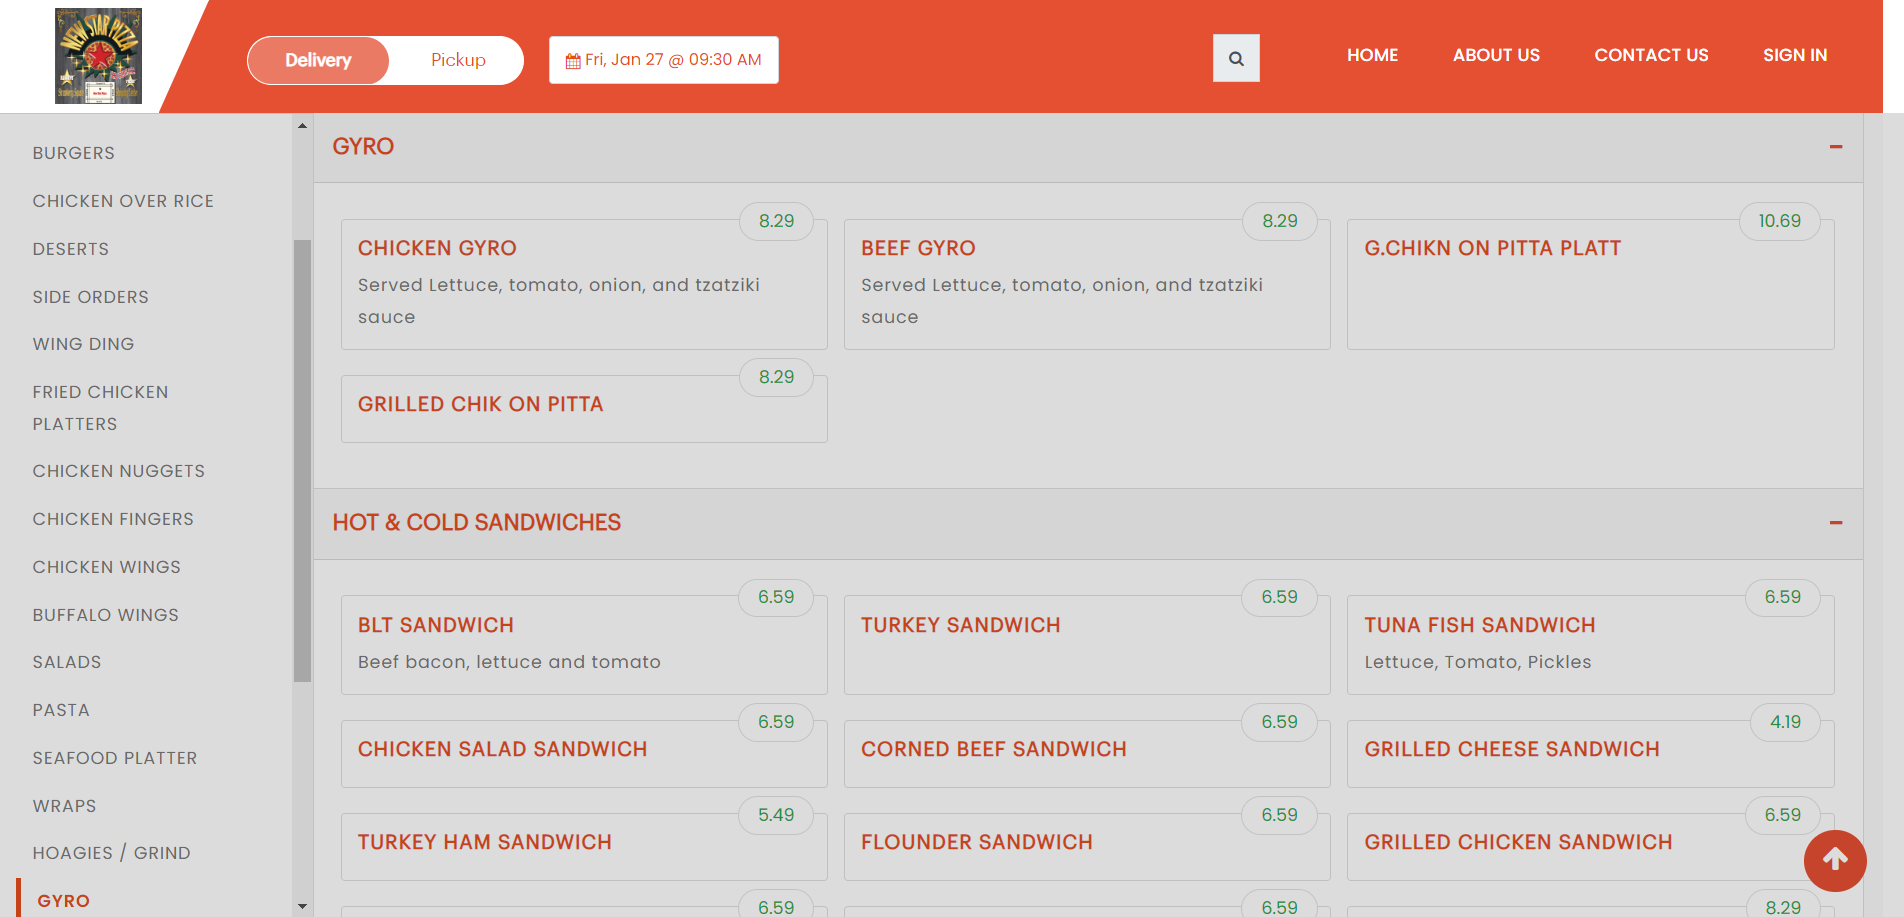 NEW STAR PIZZA
Delivery
Pickup
Fri, Jan 27 @ 09:30 AM
HOME
ABOUT US
CONTACT US
SIGN IN
BURGERS
CHICKEN OVER RICE
DESERTS
SIDE ORDERS
WING DING
FRIED CHICKEN
PLATTERS
CHICKEN NUGGETS
CHICKEN FINGERS
CHICKEN WINGS
BUFFALO WINGS
SALADS
PASTA
SEAFOOD PLATTER
WRAPS
HOAGIES / GRIND
GYRO
GYRO
8.29
CHICKEN GYRO
Served Lettuce, tomato, onion, and tzatziki
sauce
8.29
BEEF GYRO
Served Lettuce, tomato, onion, and tzatziki
sauce
10.69
G.CHIKN ON PITTA PLATT
8.29
GRILLED CHIK ON PITTA
HOT & COLD SANDWICHES
6.59
BLT SANDWICH
Beef bacon, lettuce and tomato
6.59
TURKEY SANDWICH
6.59
TUNA FISH SANDWICH
Lettuce, Tomato, Pickles
6.59
CHICKEN SALAD SANDWICH
6.59
CORNED BEEF SANDWICH
4.19
GRILLED CHEESE SANDWICH
5.49
TURKEY HAM SANDWICH
6.59
FLOUNDER SANDWICH
6.59
GRILLED CHICKEN SANDWICH
6.59
6.59
8.29